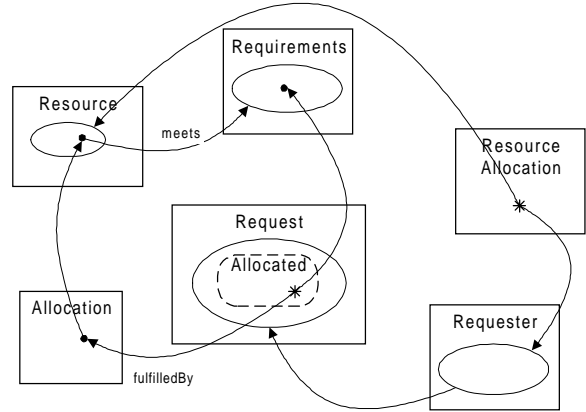 Requirements
Resource
meets
Resource
Allocation
Request
Allocated
Allocation
Requester
fulfilledBy